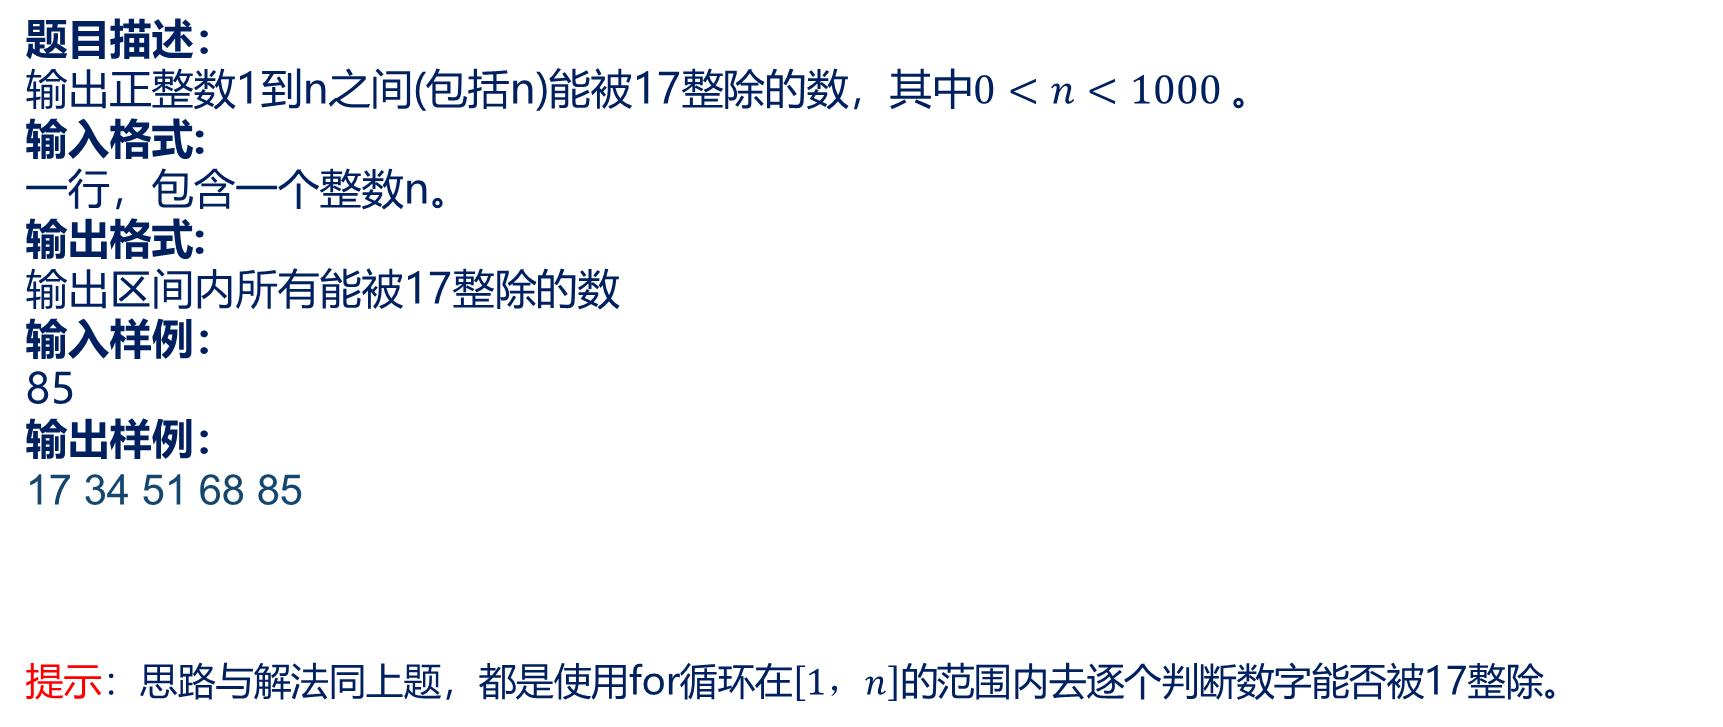 题目描述：
输出正整数1到n之间(包括n)能被17整除的数，其中0 < n < 1000 。
输入格式:
一行，包含一个整数n。
输出格式:
输出区间内所有能被17整除的数
输入样例：
85
输出样例：
17 34 51 68 85
提示：思路与解法同上题，都是使用for循环在[1，n]的范围内去逐个判断数字能否被17整除。